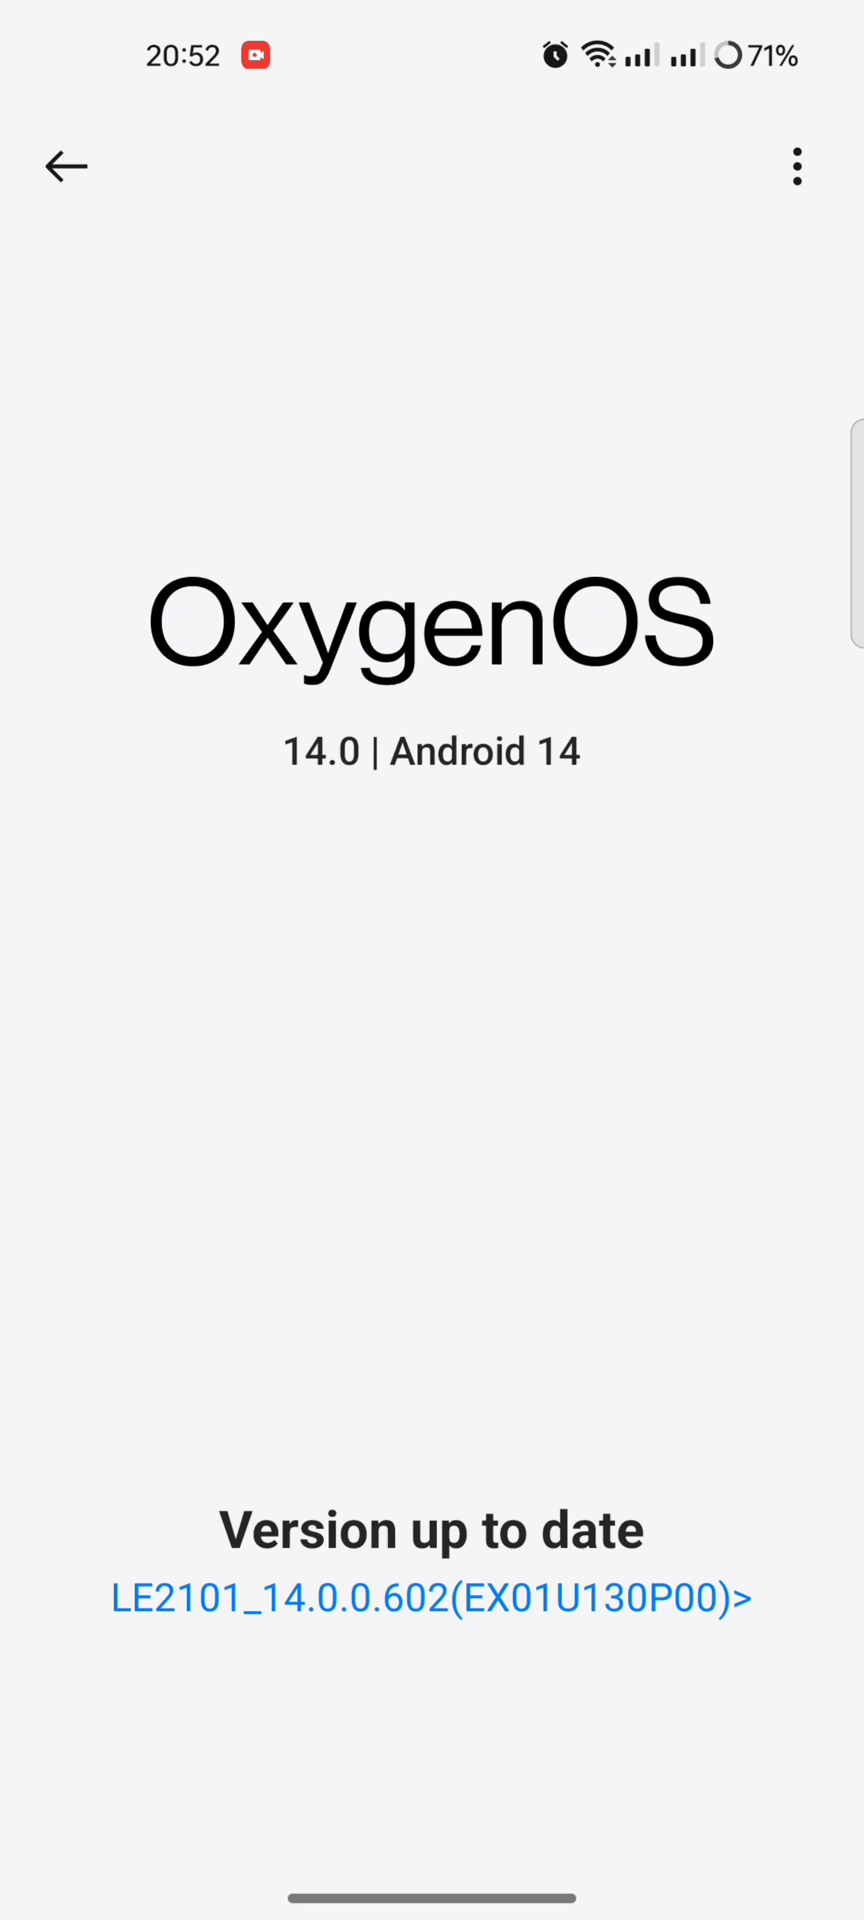 20:52 71%
OxygenOS
14.0 | Android 14
Version up to date
LE2101_14.0.0.602(EX01U130P00)>